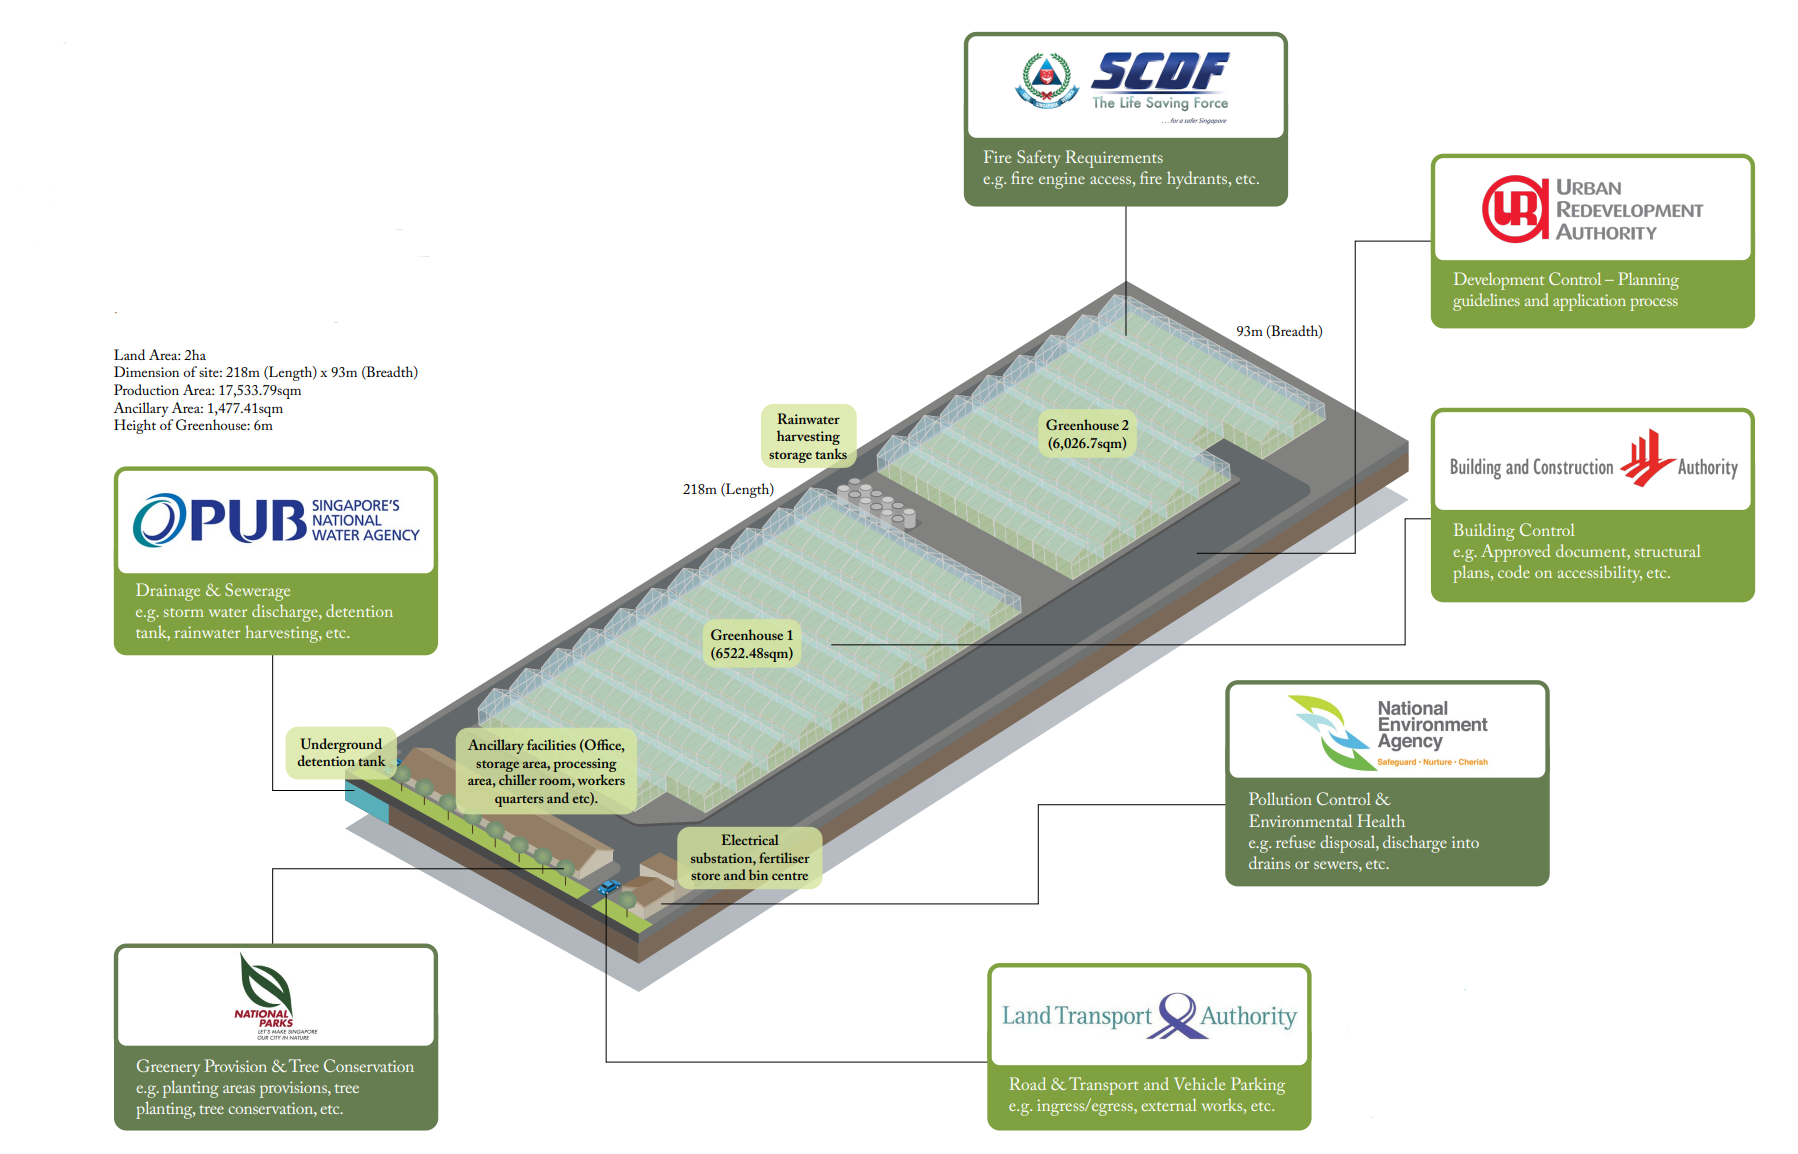 SCDF
The Life Saving Force
...for a safer Singapore
Fire Safety Requirements
e.g. fire engine access, fire hydrants, etc.
URBAN
REDEVELOPMENT
AUTHORITY
Development Control – Planning
guidelines and application process
93m (Breadth)
Land Area: 2ha
Dimension of site: 218m (Length) x 93m (Breadth)
Production Area: 17,533.79sqm
Ancillary Area: 1,477.41sqm
Height of Greenhouse: 6m
Rainwater
harvesting
storage tanks
Greenhouse 2
(6,026.7sqm)
218m (Length)
Building and Construction Authority
Building Control
e.g. Approved document, structural
plans, code on accessibility, etc.
PUB SINGAPORE'S
NATIONAL
WATER AGENCY
Drainage & Sewerage
e.g. storm water discharge, detention
tank, rainwater harvesting, etc.
Greenhouse 1
(6522.48sqm)
National
Environment
Agency
Safeguard • Nurture • Cherish
Pollution Control &
Environmental Health
e.g. refuse disposal, discharge into
drains or sewers, etc.
Underground
detention tank
Ancillary facilities (Office,
storage area, processing
area, chiller room, workers
quarters and etc).
Electrical
substation, fertiliser
store and bin centre
NATIONAL
PARKS
LET'S MAKE SINGAPORE
OUR CITY IN NATURE
Greenery Provision & Tree Conservation
e.g. planting areas provisions, tree
planting, tree conservation, etc.
Land Transport Authority
Road & Transport and Vehicle Parking
e.g. ingress/egress, external works, etc.